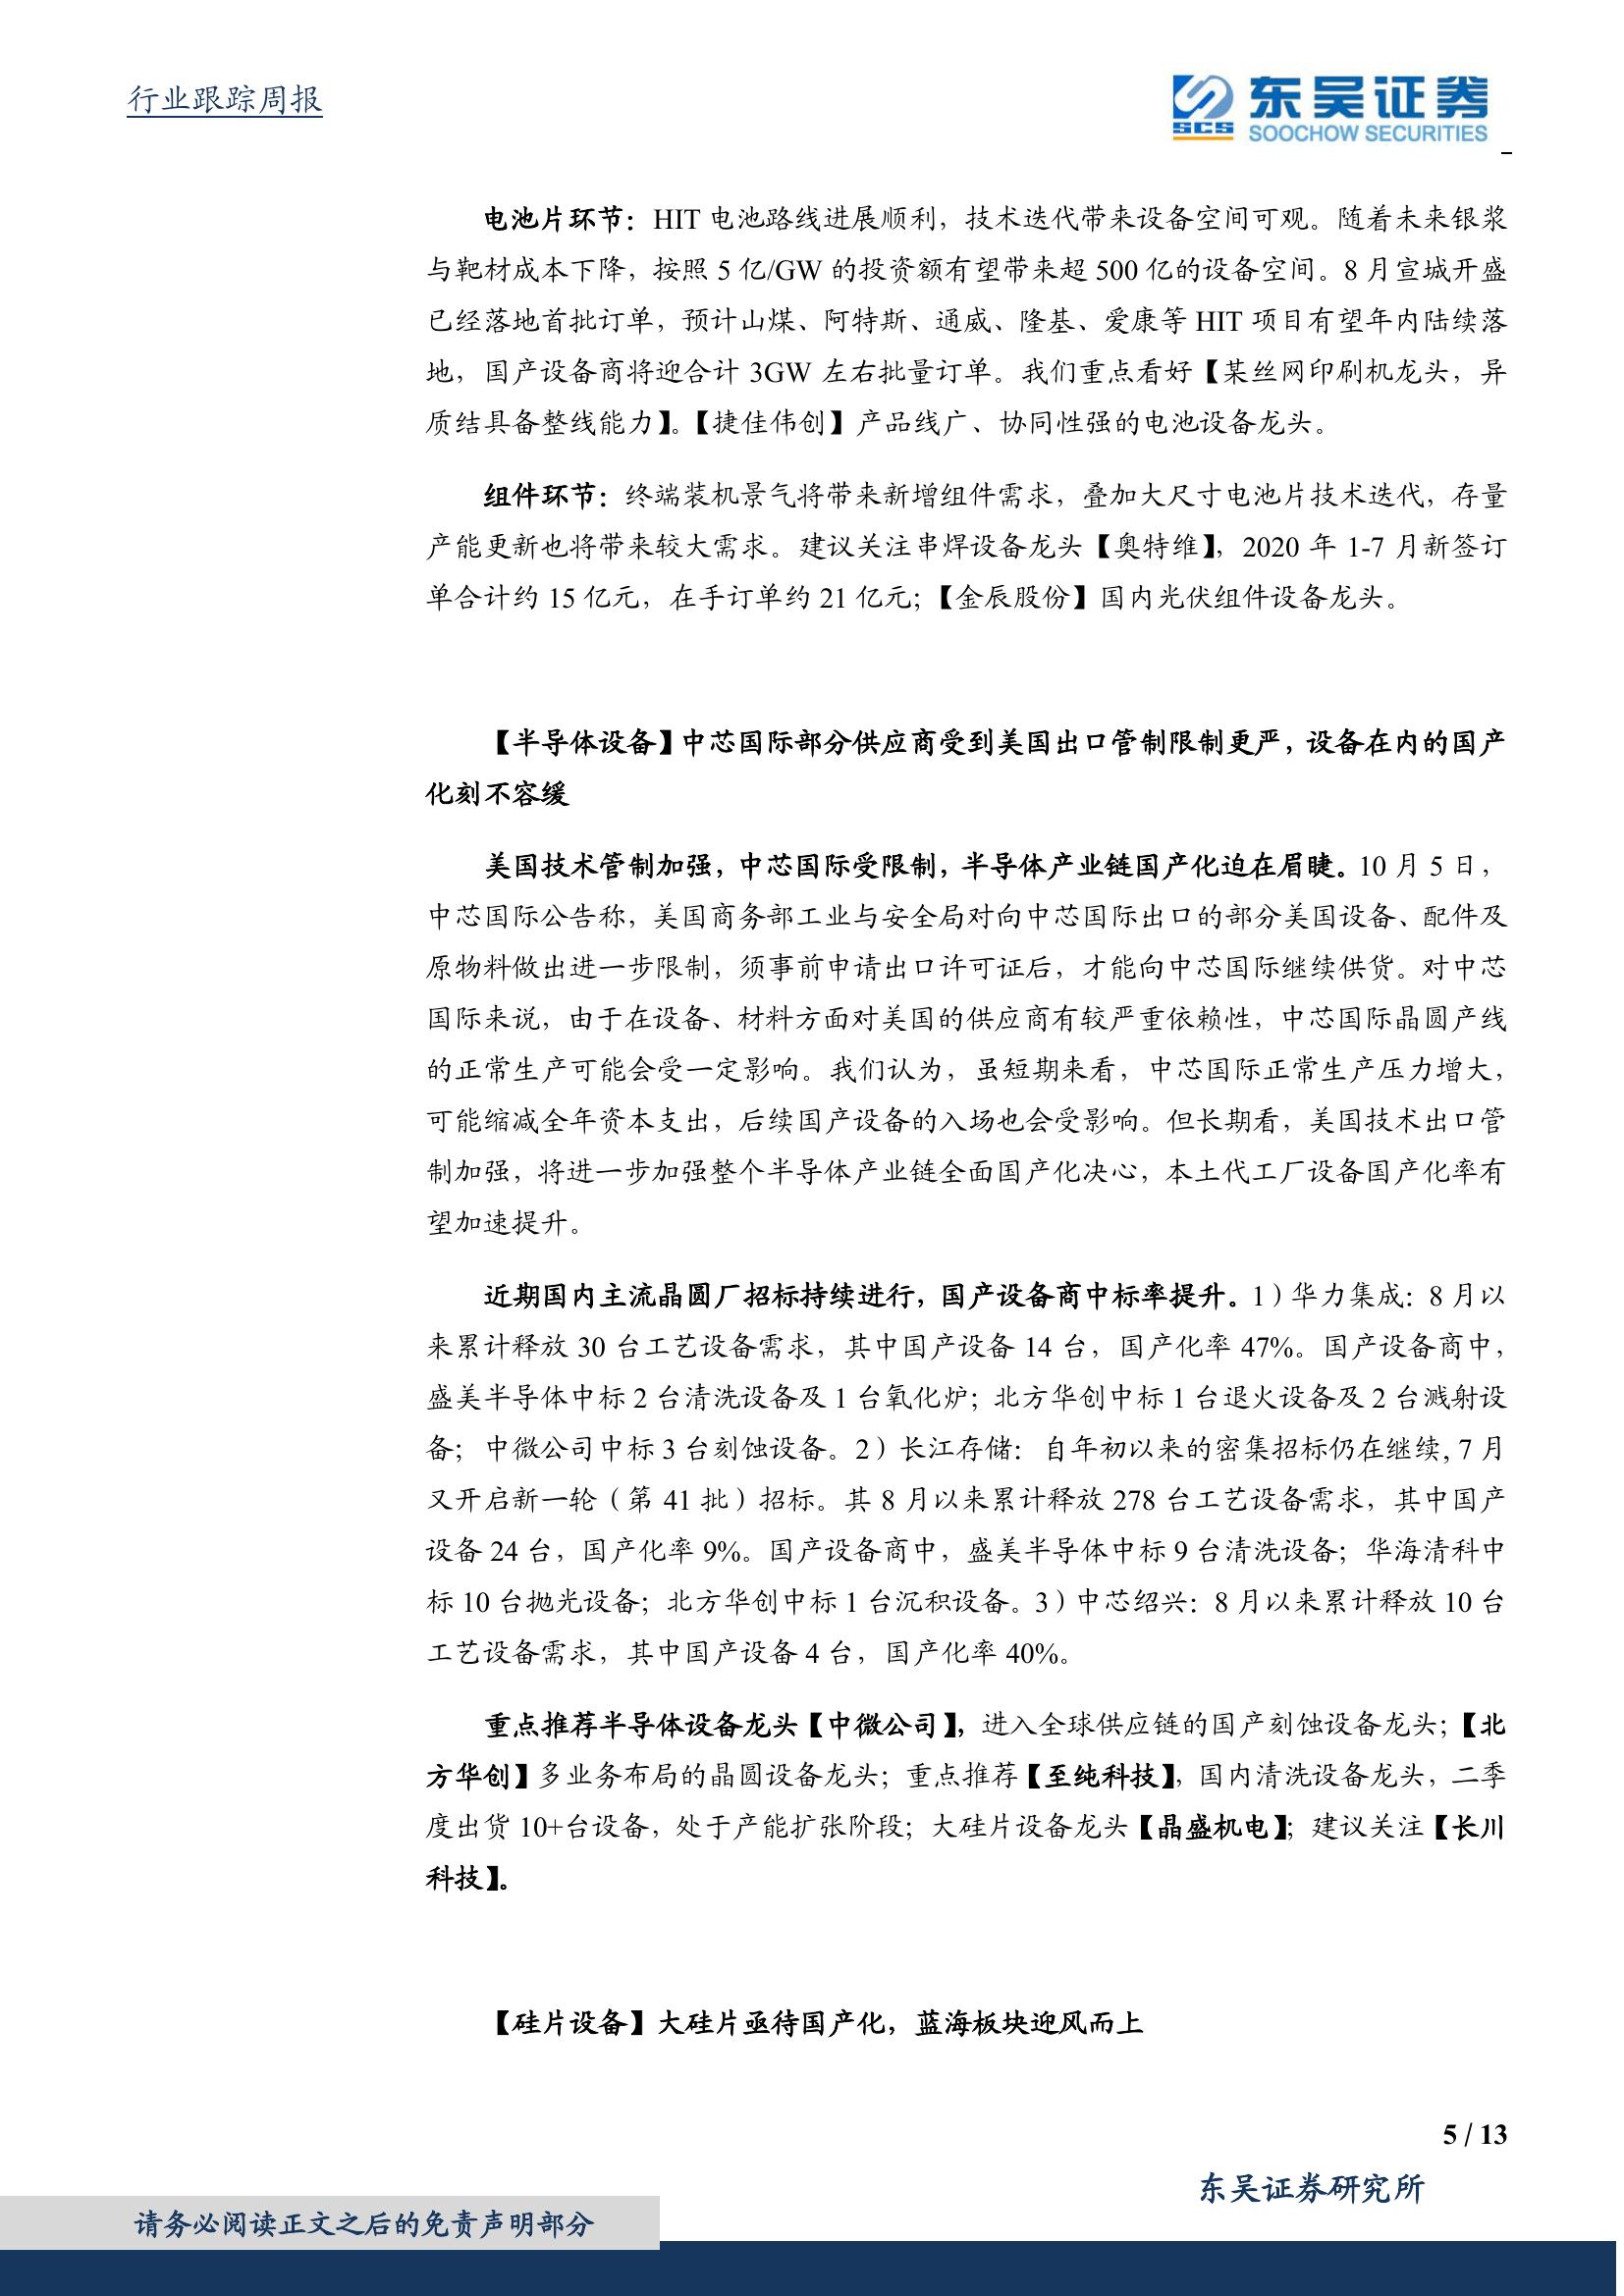 行业跟踪周报
SCS 东吴证券
SOOCHOW SECURITIES
电池片环节：HIT 电池路线进展顺利，技术迭代带来设备空间可观。随着未来银浆
与靶材成本下降，按照 5 亿/GW 的投资额有望带来超 500 亿的设备空间。8 月宣城开盛
已经落地首批订单，预计山煤、阿特斯、通威、隆基、爱康等 HIT 项目有望年内陆续落
地，国产设备商将迎合计 3GW 左右批量订单。我们重点看好【某丝网印刷机龙头，异
质结具备整线能力】。【捷佳伟创】产品线广、协同性强的电池设备龙头。
组件环节：终端装机景气将带来新增组件需求，叠加大尺寸电池片技术迭代，存量
产能更新也将带来较大需求。建议关注串焊设备龙头【奥特维】，2020 年 1-7 月新签订
单合计约 15 亿元，在手订单约 21 亿元；【金辰股份】国内光伏组件设备龙头。
【半导体设备】中芯国际部分供应商受到美国出口管制限制更严，设备在内的国产
化刻不容缓
美国技术管制加强，中芯国际受限制，半导体产业链国产化迫在眉睫。10 月 5 日，
中芯国际公告称，美国商务部工业与安全局对向中芯国际出口的部分美国设备、配件及
原物料做出进一步限制，须事前申请出口许可证后，才能向中芯国际继续供货。对中芯
国际来说，由于在设备、材料方面对美国的供应商有较严重依赖性，中芯国际晶圆产线
的正常生产可能会受一定影响。我们认为，虽短期来看，中芯国际正常生产压力增大，
可能缩减全年资本支出，后续国产设备的入场也会受影响。但长期看，美国技术出口管
制加强，将进一步加强整个半导体产业链全面国产化决心，本土代工厂设备国产化率有
望加速提升。
近期国内主流晶圆厂招标持续进行，国产设备商中标率提升。1）华力集成：8 月以
来累计释放 30 台工艺设备需求，其中国产设备 14 台，国产化率 47%。国产设备商中，
盛美半导体中标 2 台清洗设备及 1 台氧化炉；北方华创中标 1 台退火设备及 2 台溅射设
备；中微公司中标 3 台刻蚀设备。2）长江存储：自年初以来的密集招标仍在继续，7 月
又开启新一轮（第 41 批）招标。其 8 月以来累计释放 278 台工艺设备需求，其中国产
设备 24 台，国产化率 9%。国产设备商中，盛美半导体中标 9 台清洗设备；华海清科中
标 10 台抛光设备；北方华创中标 1 台沉积设备。3）中芯绍兴：8 月以来累计释放 10 台
工艺设备需求，其中国产设备 4 台，国产化率 40%。
重点推荐半导体设备龙头【中微公司】，进入全球供应链的国产刻蚀设备龙头；【北
方华创】多业务布局的晶圆设备龙头；重点推荐【至纯科技】，国内清洗设备龙头，二季
度出货 10+台设备，处于产能扩张阶段；大硅片设备龙头【晶盛机电】；建议关注【长川
科技】。
【硅片设备】大硅片亟待国产化，蓝海板块迎风而上
5 / 13
东吴证券研究所
请务必阅读正文之后的免责声明部分